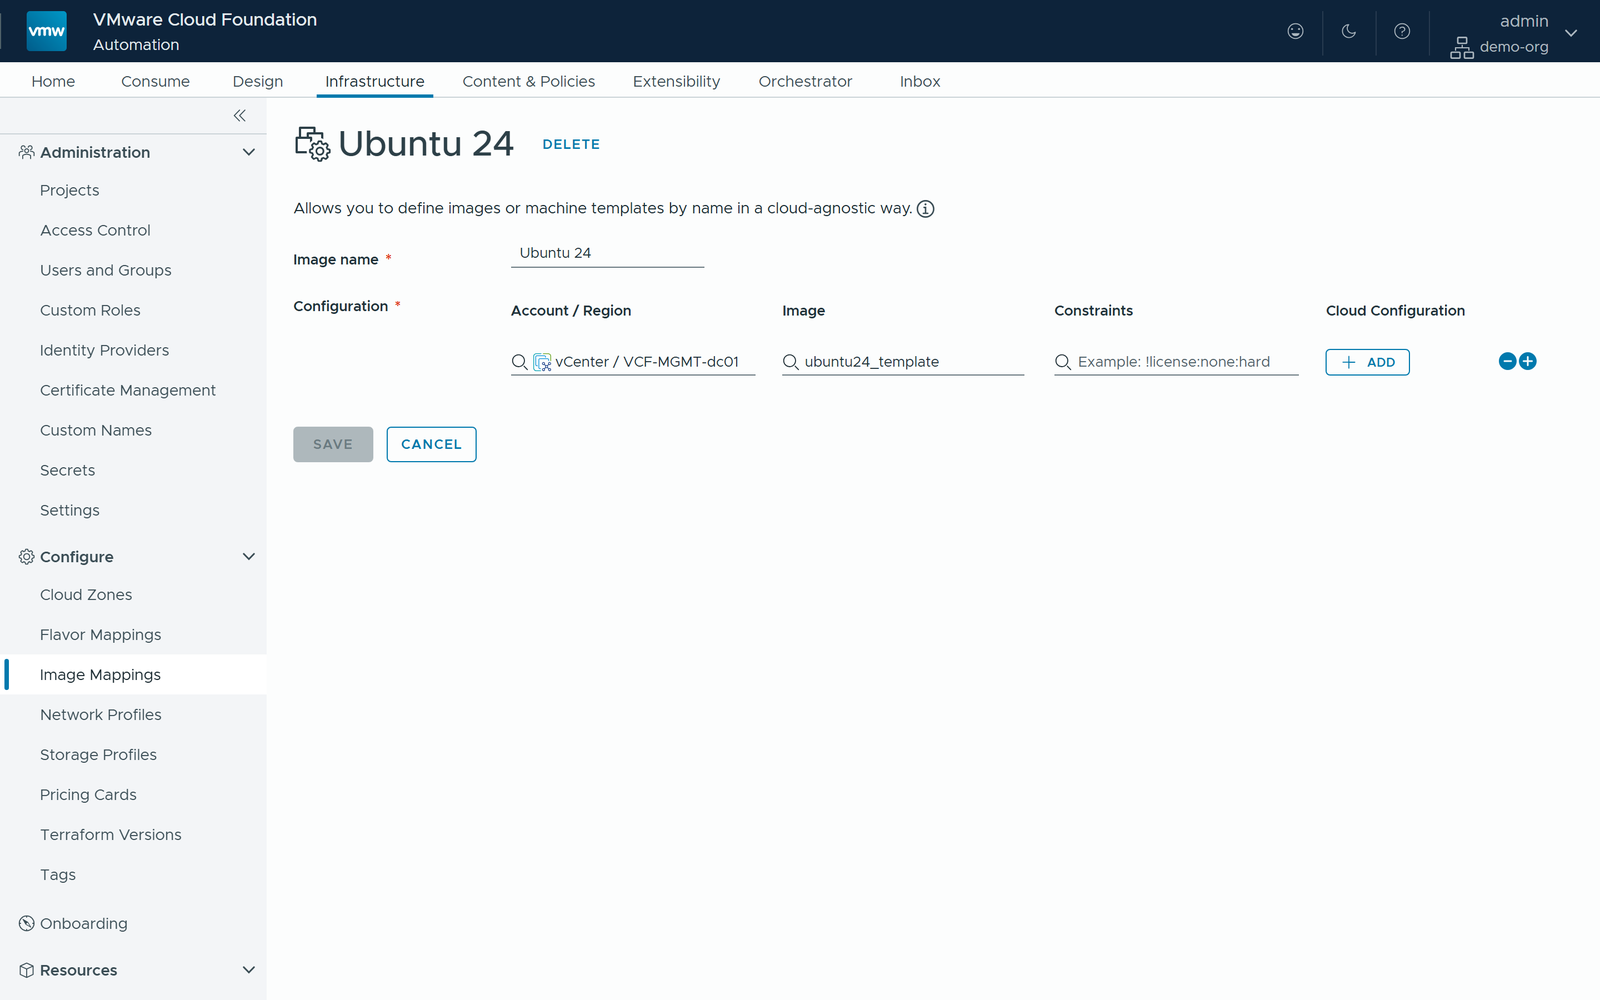 vmw
VMware Cloud Foundation
Automation
admin
demo-org
Home
Consume
Design
Infrastructure
Content & Policies
Extensibility
Orchestrator
Inbox
Administration
Projects
Access Control
Users and Groups
Custom Roles
Identity Providers
Certificate Management
Custom Names
Secrets
Settings
Configure
Cloud Zones
Flavor Mappings
Image Mappings
Network Profiles
Storage Profiles
Pricing Cards
Terraform Versions
Tags
Onboarding
Resources
Ubuntu 24
DELETE
Allows you to define images or machine templates by name in a cloud-agnostic way.
Image name *
Ubuntu 24
Configuration *
Account / Region
Image
Constraints
Cloud Configuration
vCenter / VCF-MGMT-dc01
ubuntu24_template
Example: !license:none:hard
ADD
SAVE
CANCEL